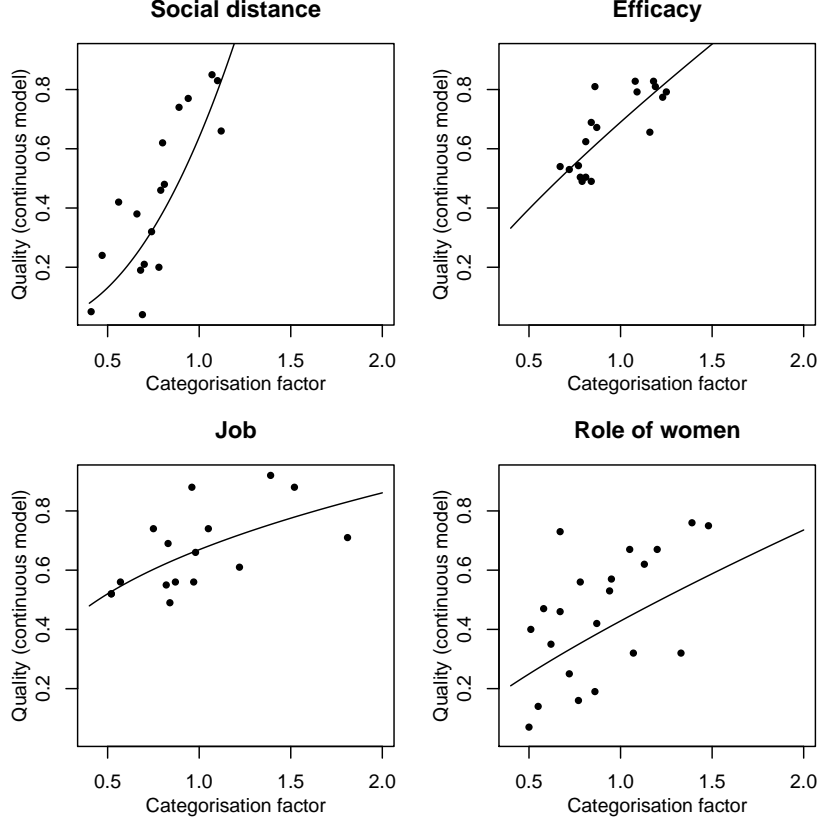 Social distance
Quality (continuous model)
0.2 0.4 0.6 0.8
0.5 1.0 1.5 2.0
Categorisation factor
Efficacy
Quality (continuous model)
0.2 0.4 0.6 0.8
0.5 1.0 1.5 2.0
Categorisation factor
Job
Quality (continuous model)
0.2 0.4 0.6 0.8
0.5 1.0 1.5 2.0
Categorisation factor
Role of women
Quality (continuous model)
0.2 0.4 0.6 0.8
0.5 1.0 1.5 2.0
Categorisation factor